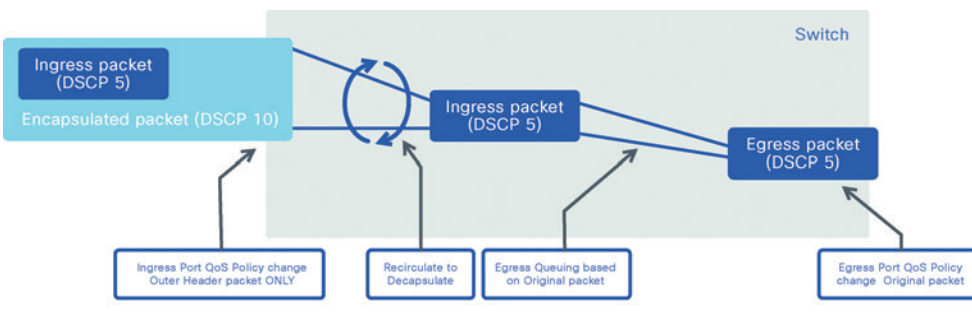 Switch
Ingress packet
(DSCP 5)
Encapsulated packet (DSCP 10)
Ingress packet
(DSCP 5)
Egress packet
(DSCP 5)
Ingress Port QoS Policy change
Outer Header packet ONLY
Recirculate to
Decapsulate
Egress Queuing based
on Original packet
Egress Port QoS Policy
change Original packet